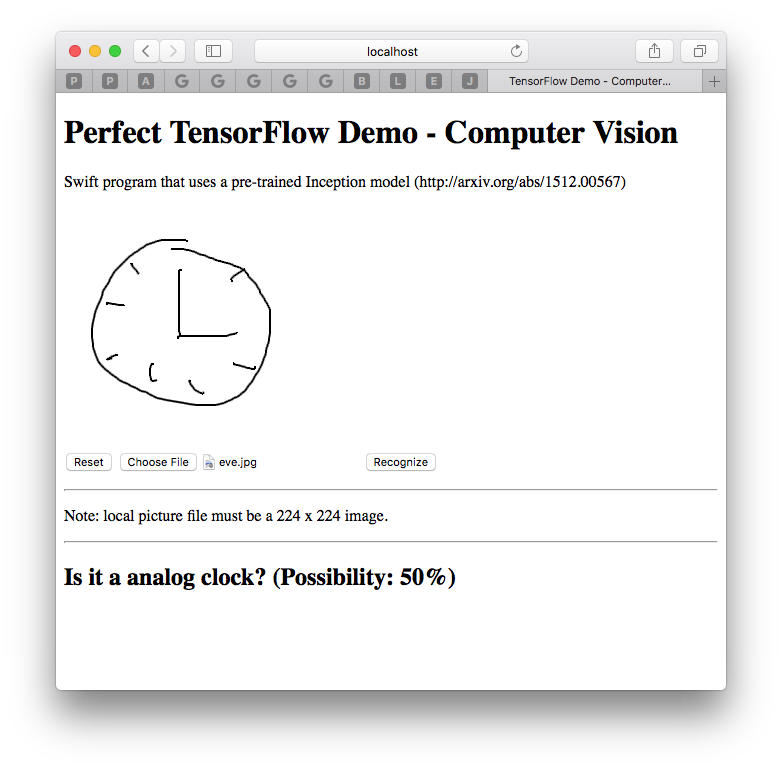 localhost
P P A G G G G G B L E J TensorFlow Demo - Computer... +
Perfect TensorFlow Demo - Computer Vision
Swift program that uses a pre-trained Inception model (http://arxiv.org/abs/1512.00567)
Reset Choose File eve.jpg Recognize
Note: local picture file must be a 224 x 224 image.
Is it a analog clock? (Possibility: 50%)